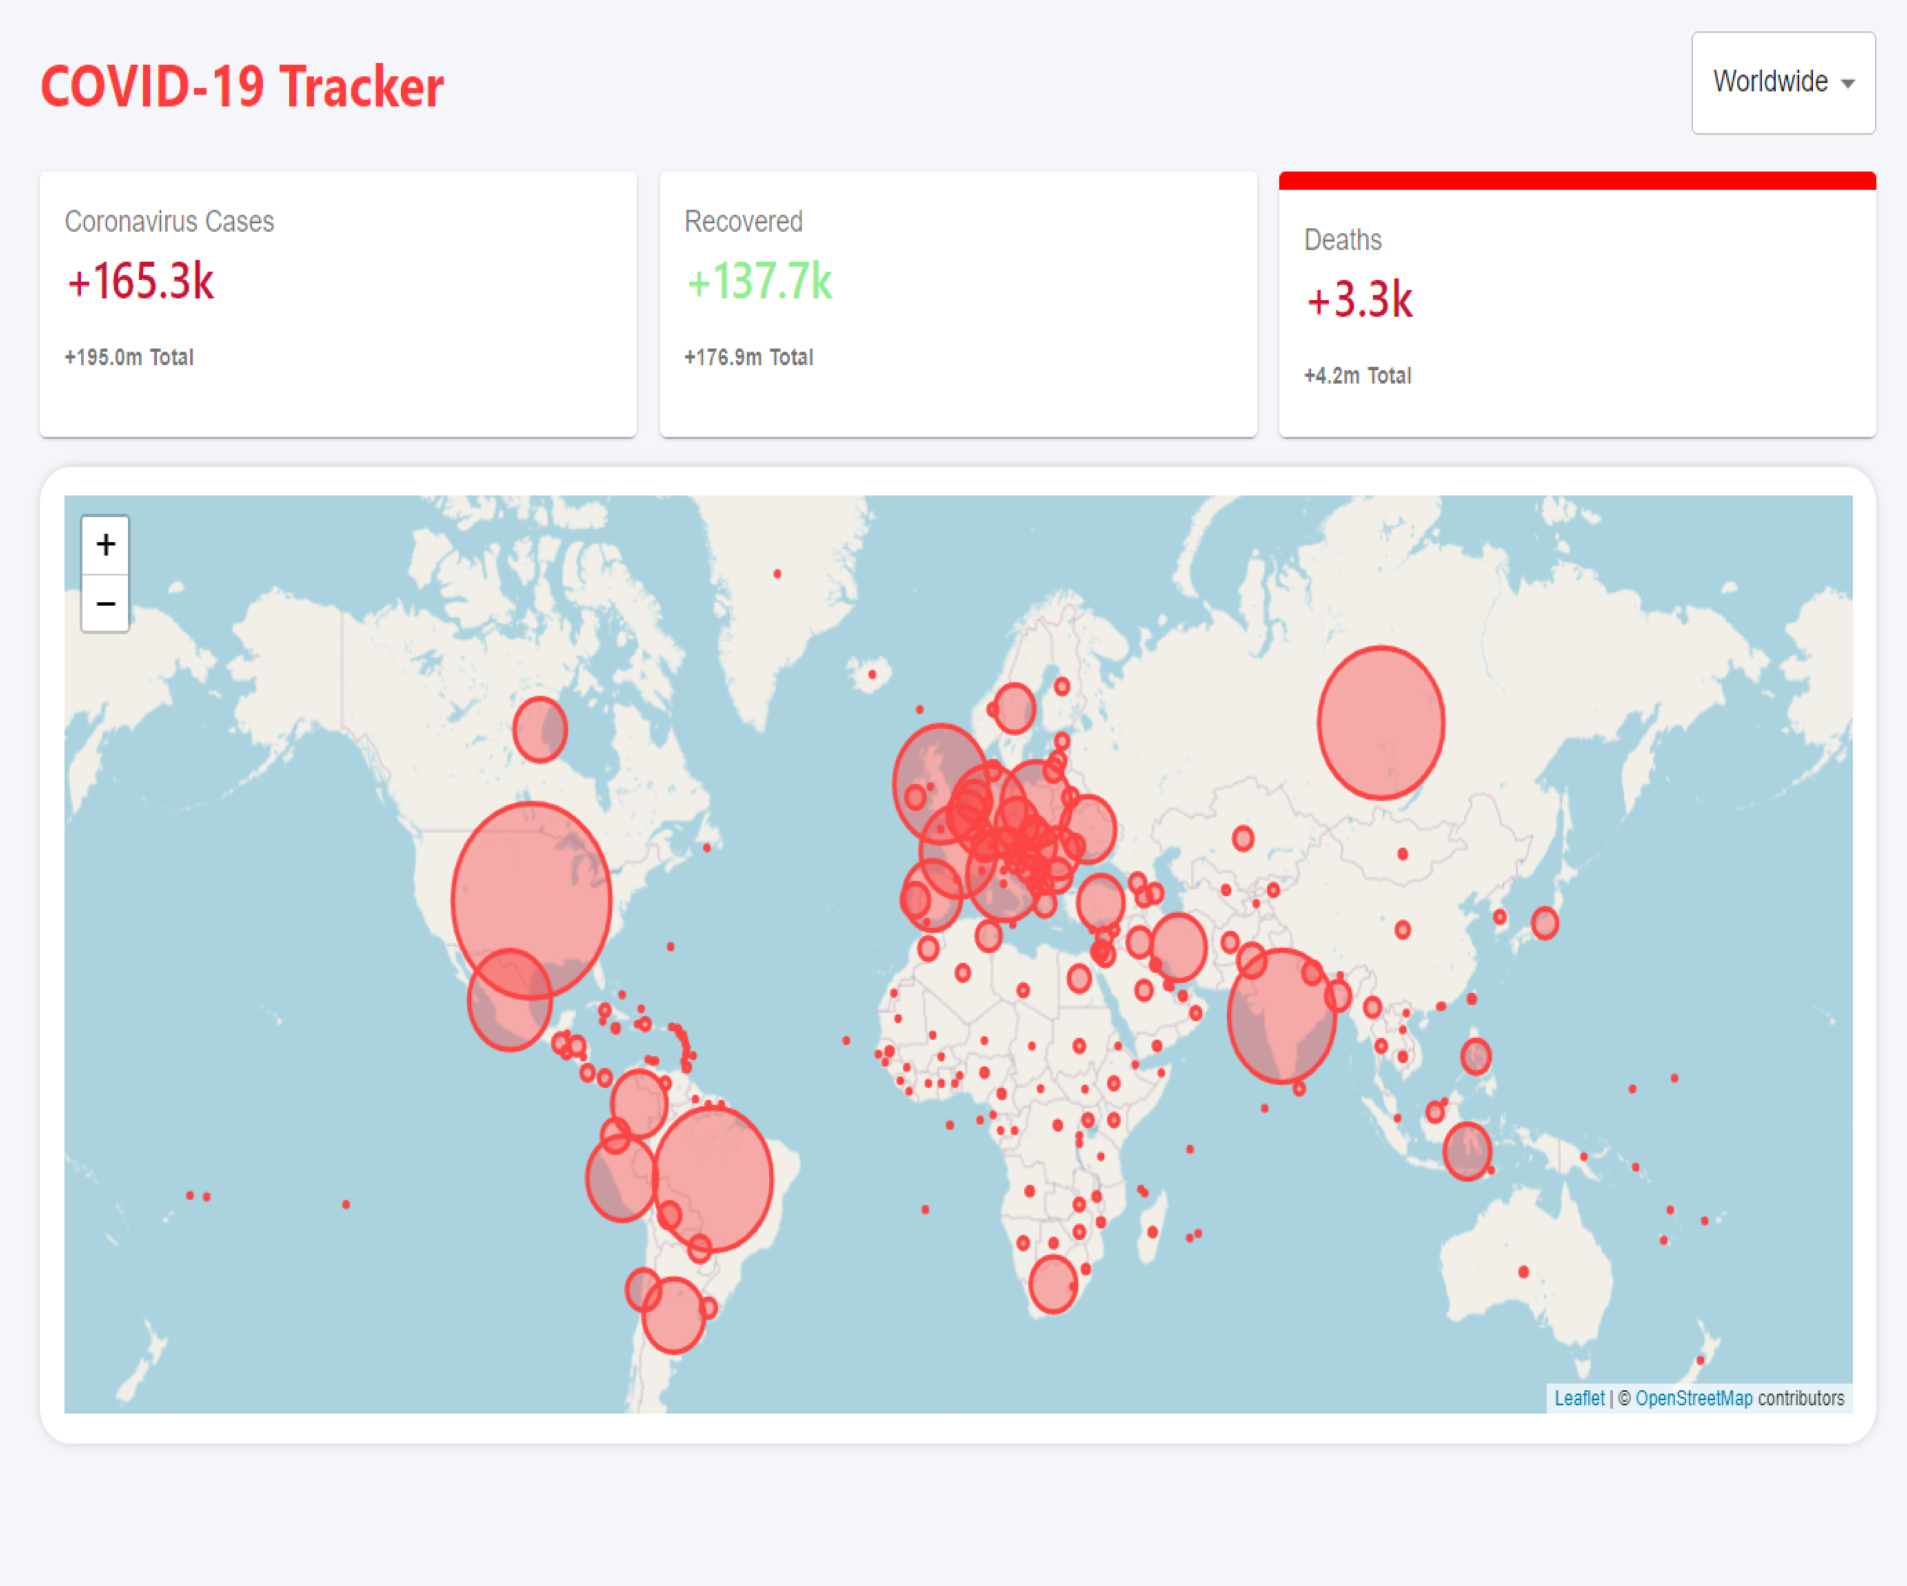 COVID-19 Tracker
Worldwide
Coronavirus Cases
+165.3k
+195.0m Total
Recovered
+137.7k
+176.9m Total
Deaths
+3.3k
+4.2m Total
+
−
Leaflet | © OpenStreetMap contributors